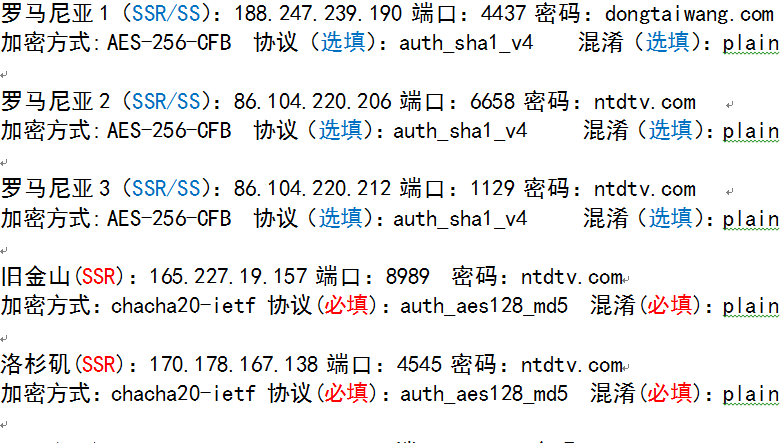 罗马尼亚1（SSR/SS）：188.247.239.190 端口：4437 密码：dongtaiwang.com
加密方式：AES-256-CFB 协议（选填）：auth_sha1_v4 混淆（选填）：plain
罗马尼亚2（SSR/SS）：86.104.220.206 端口：6658 密码：ntdtv.com
加密方式：AES-256-CFB 协议（选填）：auth_sha1_v4 混淆（选填）：plain
罗马尼亚3（SSR/SS）：86.104.220.212 端口：1129 密码：ntdtv.com
加密方式：AES-256-CFB 协议（选填）：auth_sha1_v4 混淆（选填）：plain
旧金山(SSR)：165.227.19.157 端口：8989 密码：ntdtv.com
加密方式：chacha20-ietf 协议(必填)：auth_aes128_md5 混淆(必填)：plain
洛杉矶(SSR)：170.178.167.138 端口：4545 密码：ntdtv.com
加密方式：chacha20-ietf 协议(必填)：auth_aes128_md5 混淆(必填)：plain